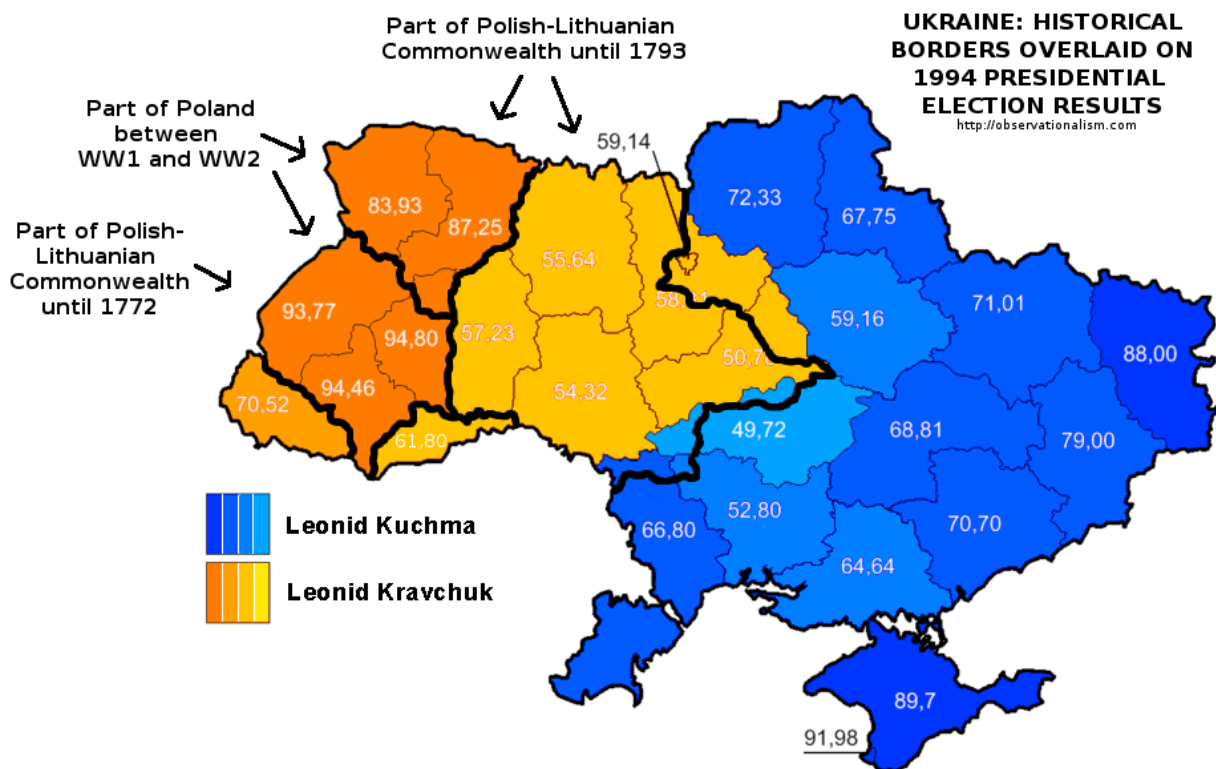 Part of Polish-Lithuanian
Commonwealth until 1793
UKRAINE: HISTORICAL
BORDERS OVERLAID ON
1994 PRESIDENTIAL
ELECTION RESULTS
http://observationalism.com
Part of Poland
between
WW1 and WW2
Part of Polish-
Lithuanian
Commonwealth
until 1772
59,14
83,93
87,25
72,33
67,75
55,64
58,
93,77
94,80
57,23
59,16
71,01
88,00
50,7
94,46
70,52
54,32
61,80
49,72
68,81
79,00
66,80
52,80
70,70
64,64
Leonid Kuchma
Leonid Kravchuk
89,7
91,98